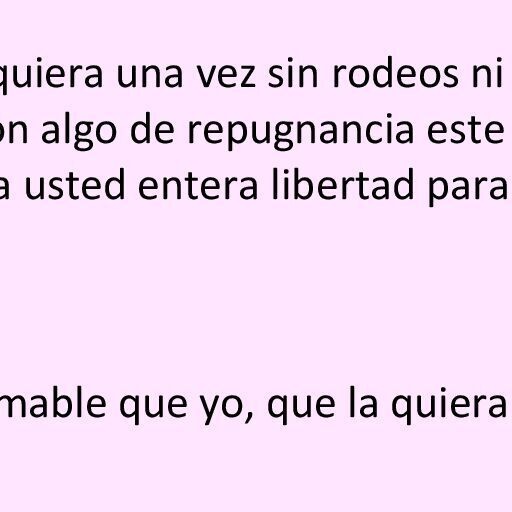 quiera una vez sin rodeos ni
on algo de repugnancia este
a usted entera libertad para
mable que yo, que la quiera